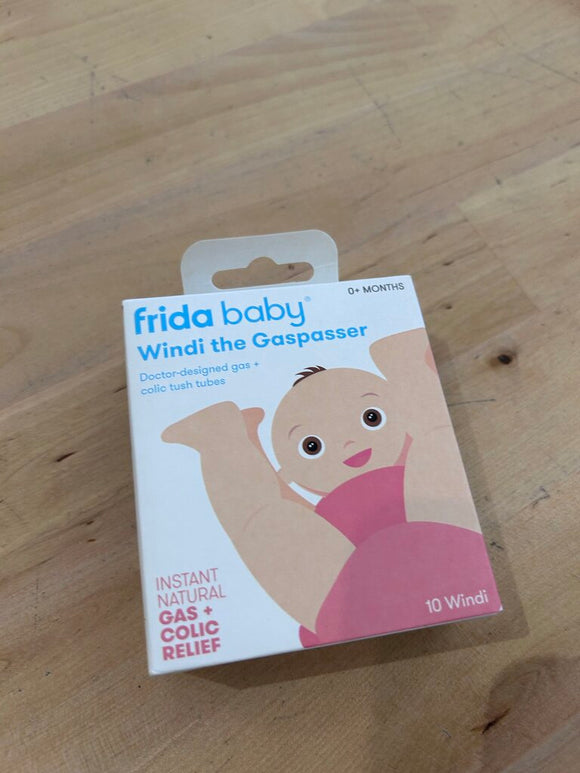 0+ MONTHS
frida baby®
Windi the Gaspasser
Doctor-designed gas +
colic tush tubes
INSTANT
NATURAL
GAS +
COLIC
RELIEF
10 Windi